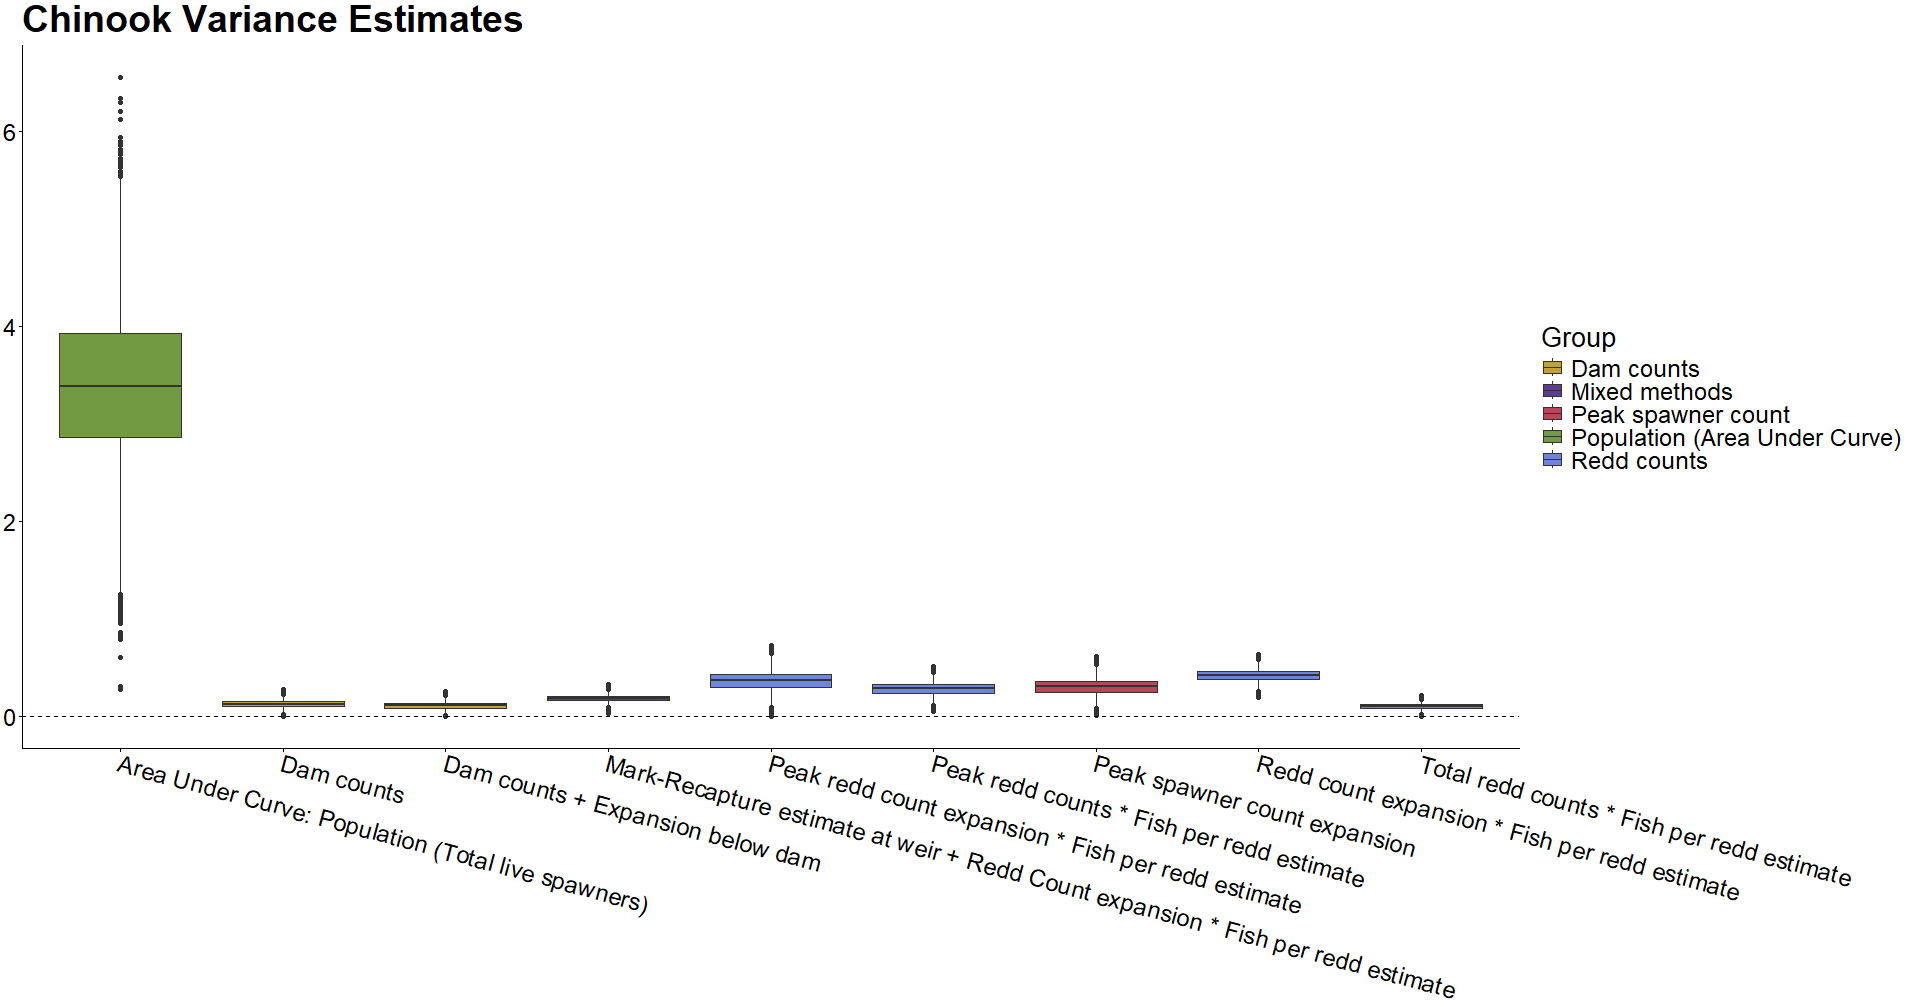 Chinook Variance Estimates
6
4
2
0
Area Under Curve: Population (Total live spawners)
Dam counts
Dam counts + Expansion below dam
Mark-Recapture estimate at weir + Redd Count expansion * Fish per redd estimate
Peak redd count expansion * Fish per redd estimate
Peak redd counts * Fish per redd estimate
Peak spawner count expansion
Redd count expansion * Fish per redd estimate
Total redd counts * Fish per redd estimate
Group
Dam counts
Mixed methods
Peak spawner count
Population (Area Under Curve)
Redd counts